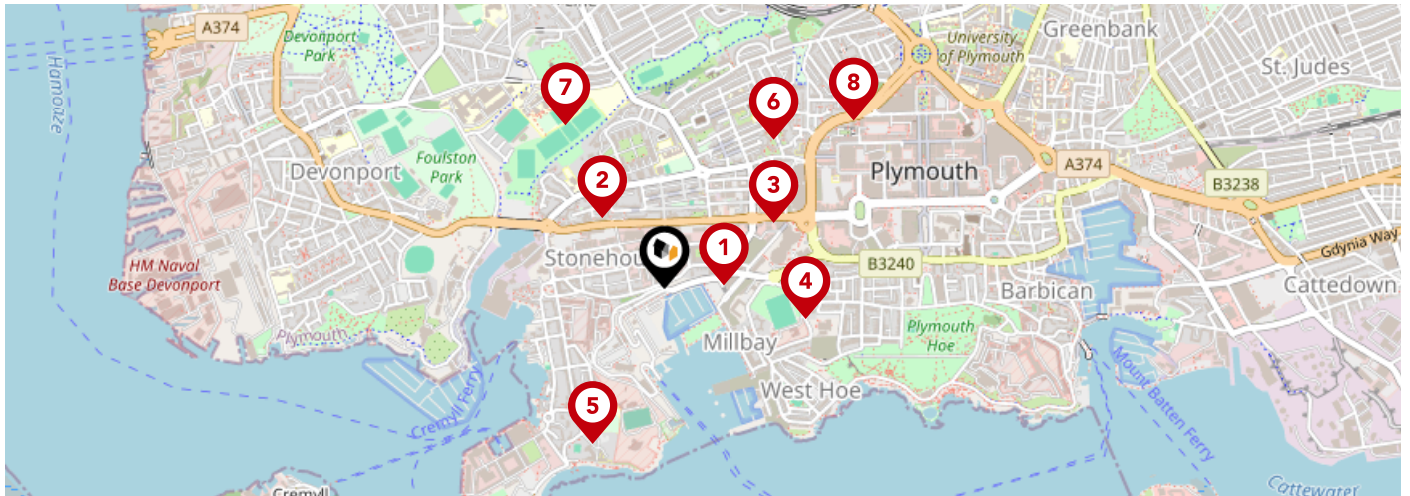 A374
Devonport
Park
University
of Plymouth
Greenbank
St. Judes
Hamoaze
7
6
8
Foulston
Park
Devonport
2
3
Plymouth
A374
B3238
HM Naval
Base Devonport
Stonehou
1
B3240
4
Barbican
Gdynia Way
Cattedown
Plymouth
Millbay
Plymouth
Hoe
West Hoe
Cremyll Ferry
5
Mount Batten Ferry
Cremyll
Cattewater